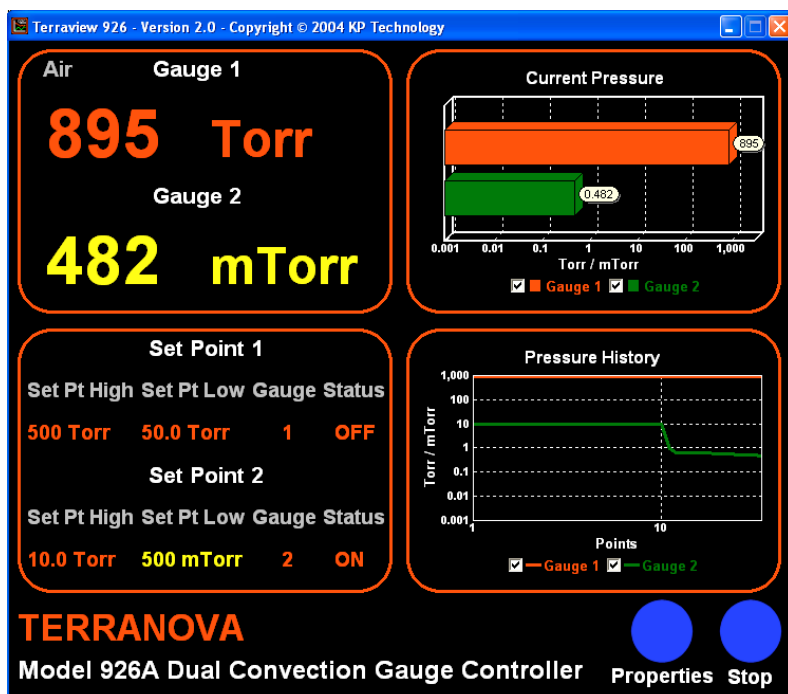 Terraview 926 - Version 2.0 - Copyright © 2004 KP Technology
Air Gauge 1
895 Torr
Gauge 2
482 mTorr
Current Pressure
895
0.482
0.001 0.01 0.1 1 10 100 1,000
Torr / mTorr
Gauge 1 Gauge 2
Set Point 1
Set Pt High Set Pt Low Gauge Status
500 Torr 50.0 Torr 1 OFF
Set Point 2
Set Pt High Set Pt Low Gauge Status
10.0 Torr 500 mTorr 2 ON
Pressure History
Torr / mTorr
1,000
100
10
1
0.1
0.01
0.001
1 10
Points
Gauge 1 Gauge 2
TERRANOVA
Model 926A Dual Convection Gauge Controller
Properties Stop